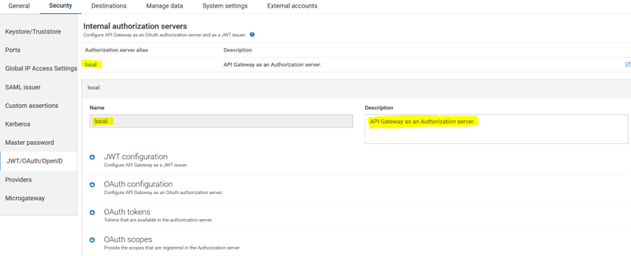 General Security Destinations Manage data System settings External accounts
Keystore/Truststore
Ports
Global IP Access Settings
SAML issuer
Custom assertions
Kerberos
Master password
JWT/OAuth/OpenID
Providers
Microgateway
Internal authorization servers
Configure API Gateway as an OAuth authorization server and as a JWT issuer.
Authorization server alias Description
local API Gateway as an Authorization server.
local
Name Description
local API Gateway as an Authorization server.
JWT configuration
Configure API Gateway as a JWT issuer.
OAuth configuration
Configure API Gateway as an OAuth authorization server.
OAuth tokens
Tokens that are available in the authorization server.
OAuth scopes
Provide the scopes that are registered in the Authorization server